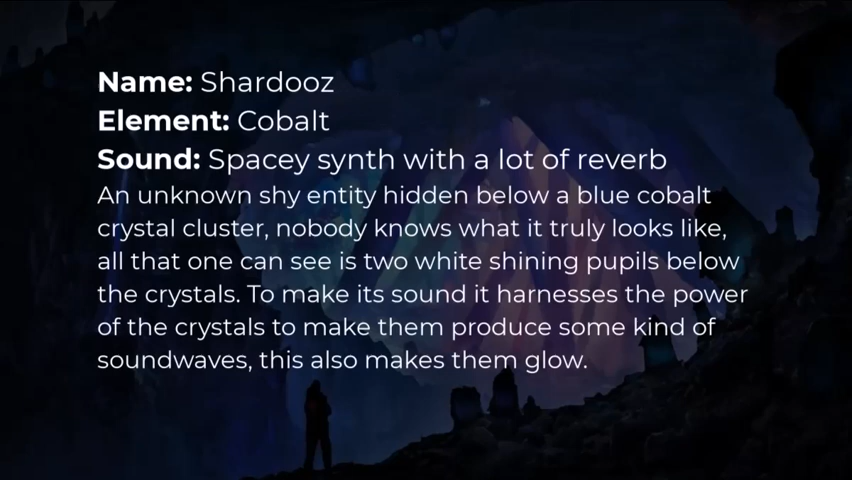 Name: Shardooz
Element: Cobalt
Sound: Spacey synth with a lot of reverb
An unknown shy entity hidden below a blue cobalt
crystal cluster, nobody knows what it truly looks like,
all that one can see is two white shining pupils below
the crystals. To make its sound it harnesses the power
of the crystals to make them produce some kind of
soundwaves, this also makes them glow.